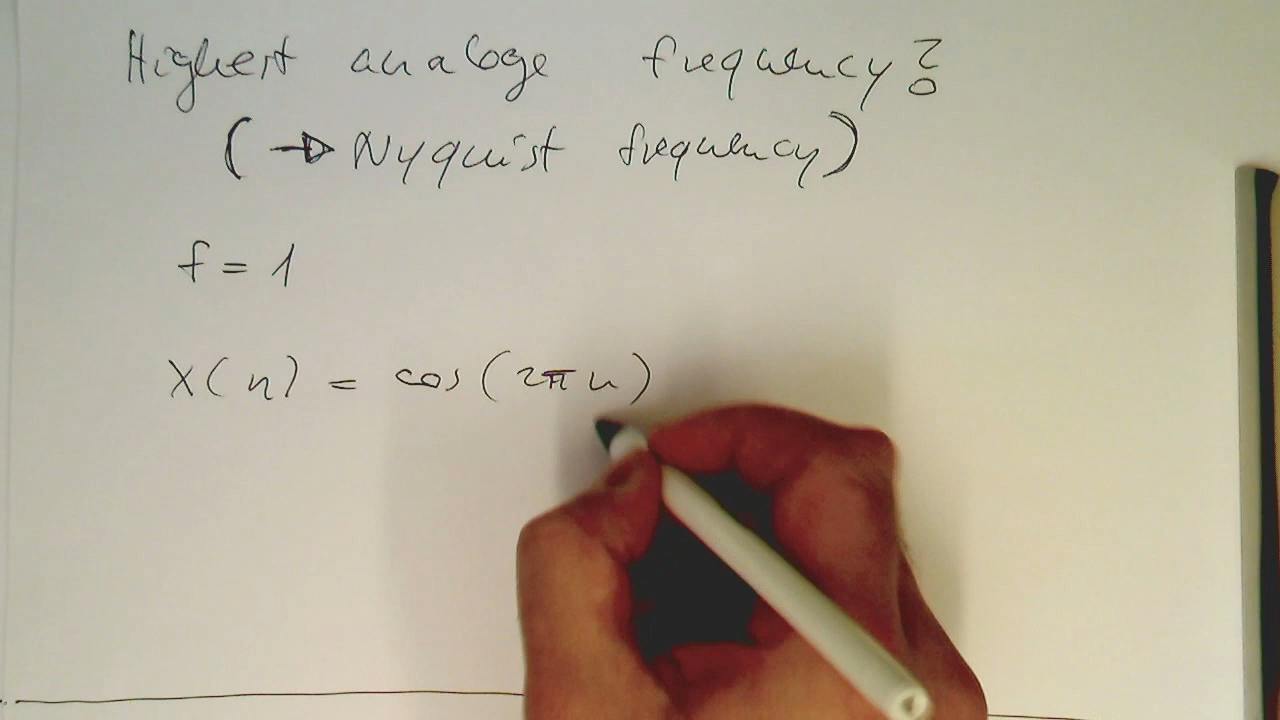 Highest analoge frequency?
(→ Nyquist frequency)
f = 1
x(n) = cos(2πn)